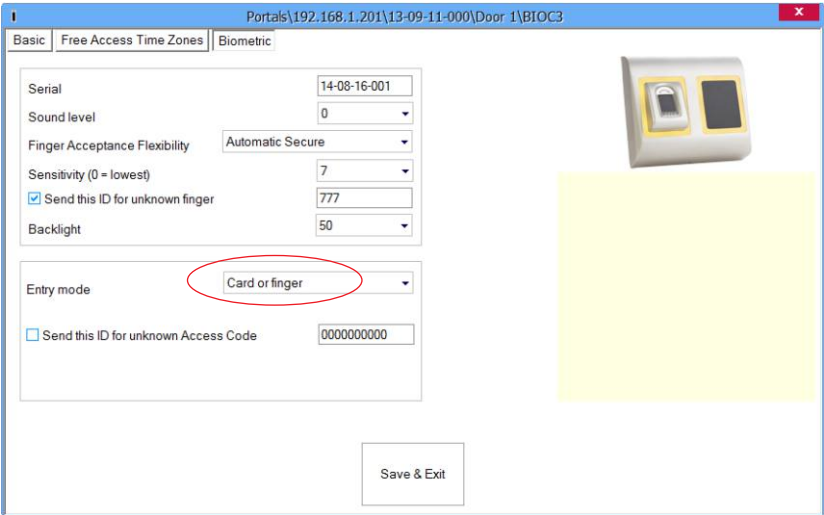 Portals\192.168.1.201\13-09-11-000\Door 1\BIOC3
x
Basic Free Access Time Zones Biometric
Serial 14-08-16-001
Sound level 0
Finger Acceptance Flexibility Automatic Secure
Sensitivity (0 = lowest) 7
Send this ID for unknown finger 777
Backlight 50
Entry mode Card or finger
Send this ID for unknown Access Code 0000000000
Save & Exit